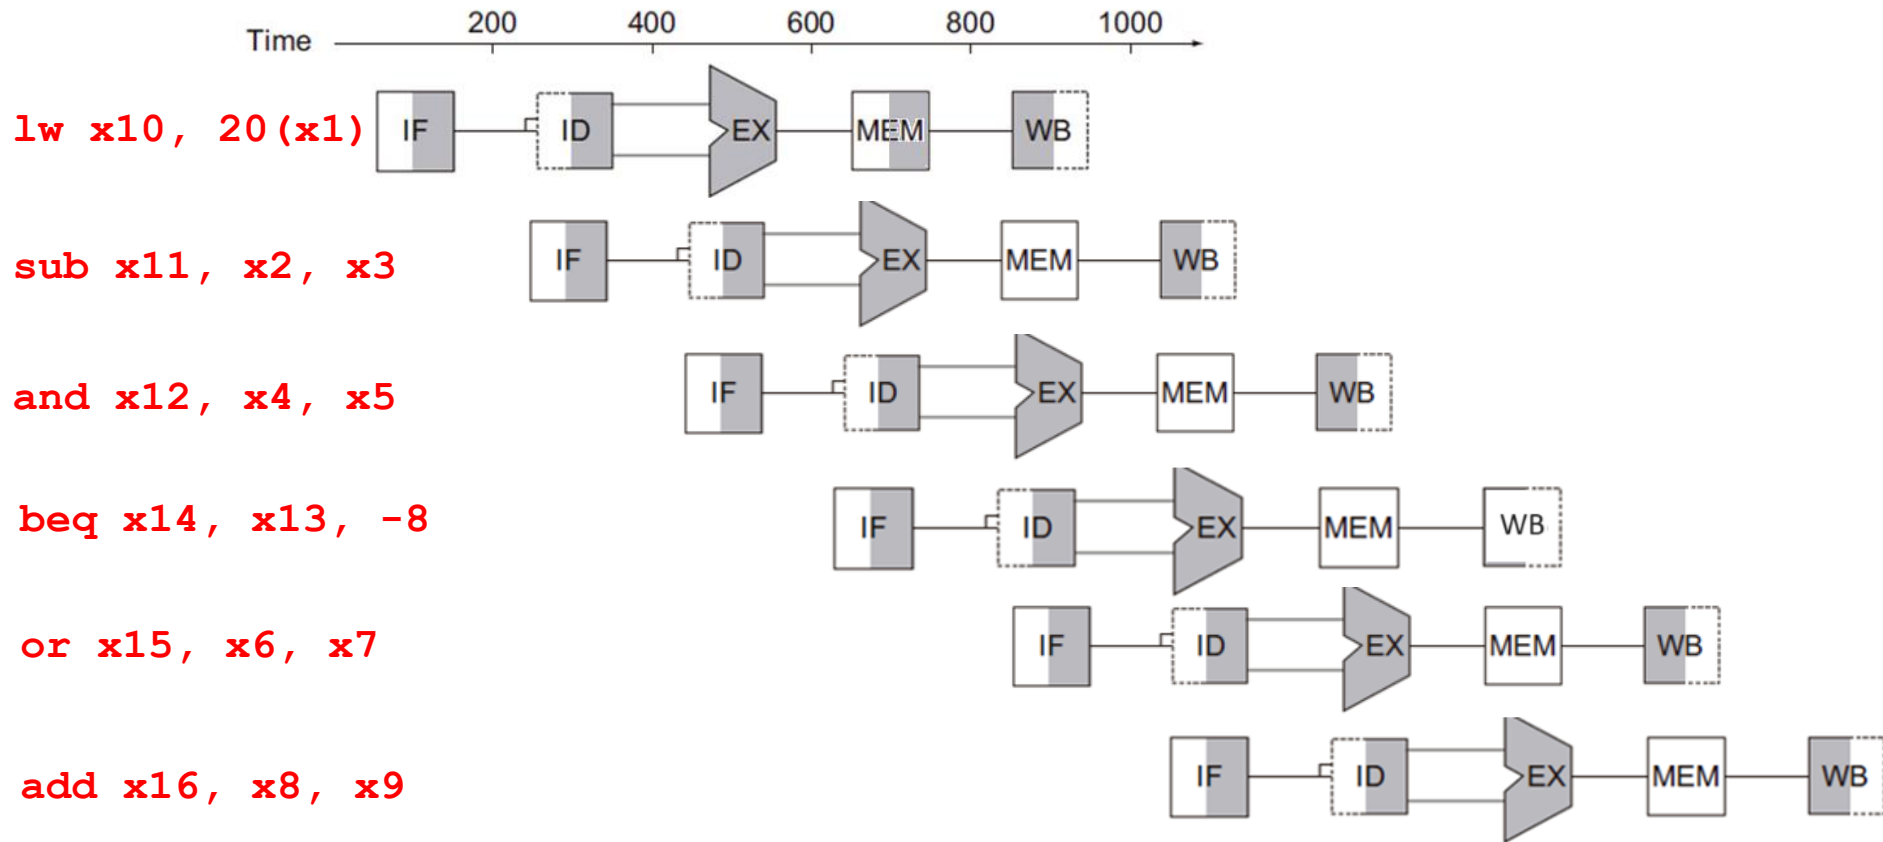 200 400 600 800 1000
Time
lw x10, 20(x1) IF ID EX MEM WB
sub x11, x2, x3 IF ID EX MEM WB
and x12, x4, x5 IF ID EX MEM WB
beq x14, x13, -8 IF ID EX MEM WB
or x15, x6, x7 IF ID EX MEM WB
add x16, x8, x9 IF ID EX MEM WB